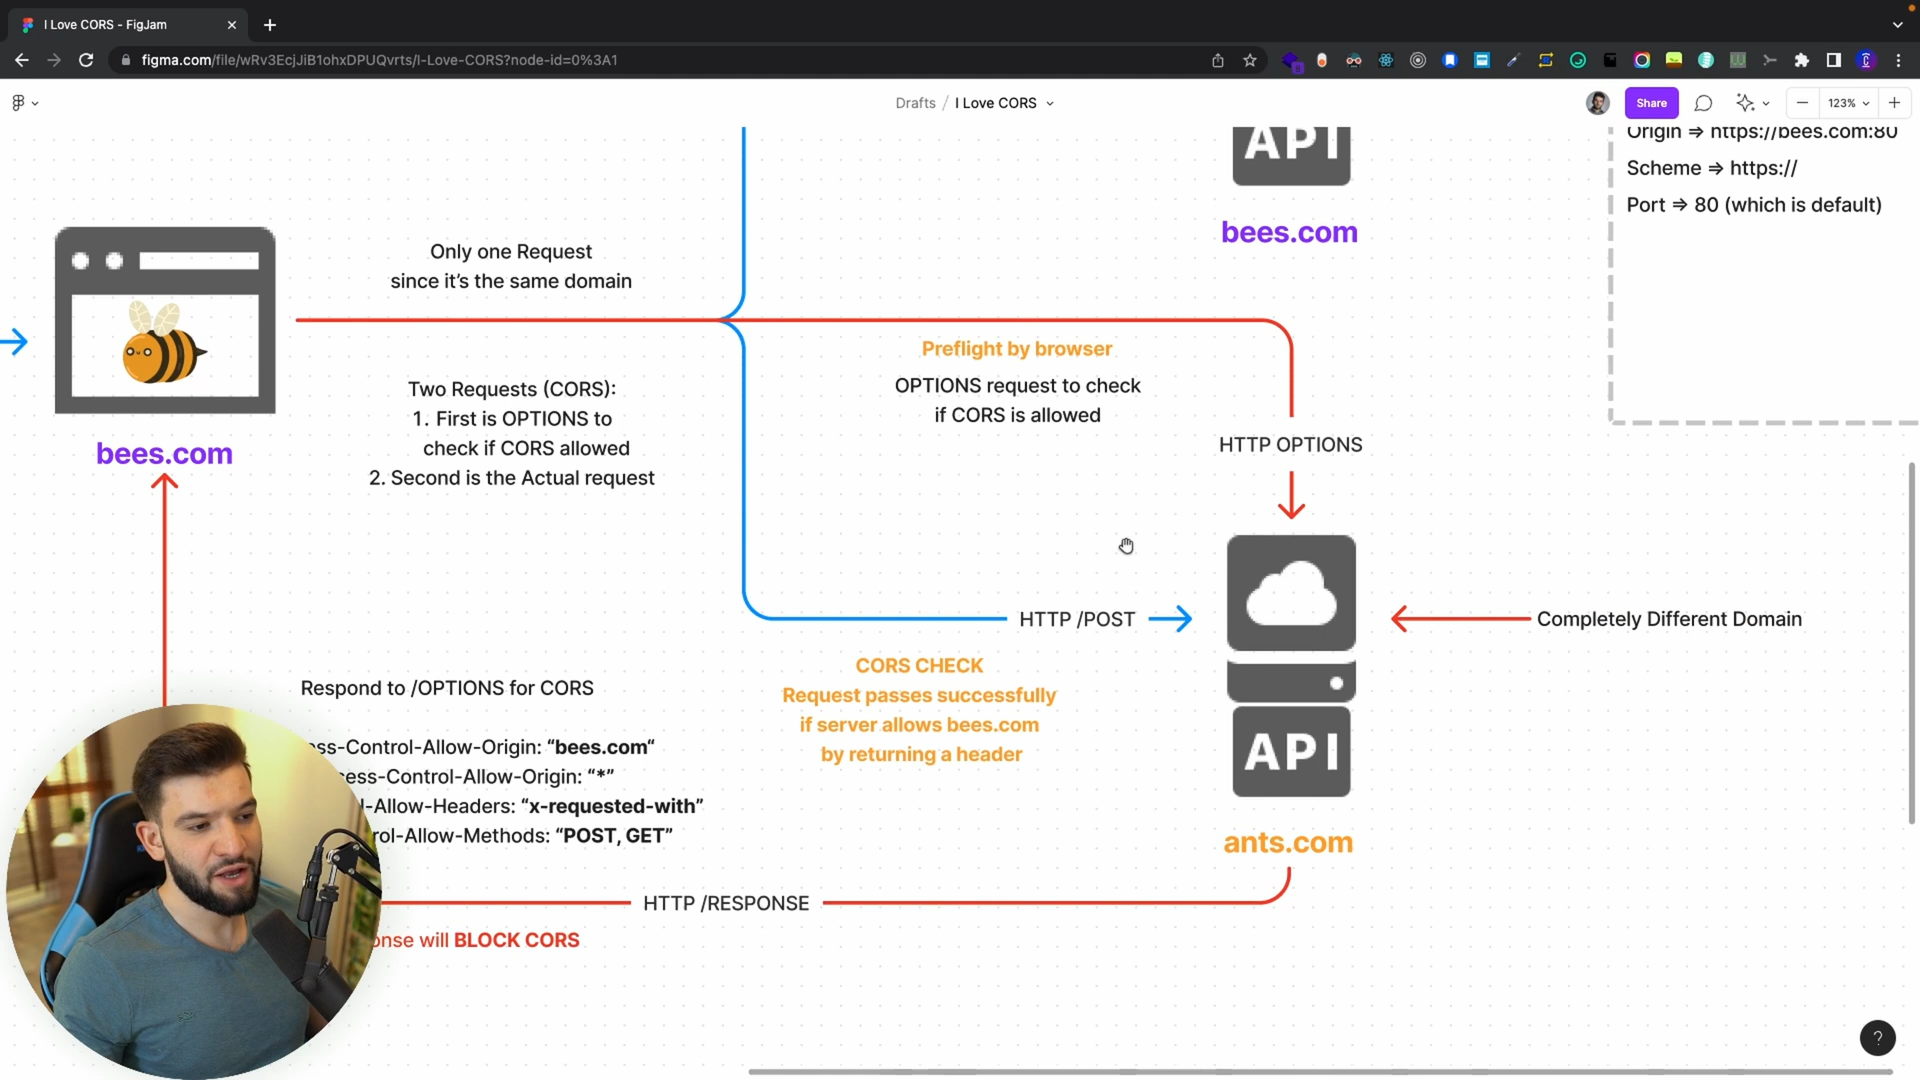 I Love CORS - FigJam
figma.com/file/wRv3EcjJiB1ohxDPUQvrts/I-Love-CORS?node-id=0%3A1
Drafts / I Love CORS
Share
123%
API
bees.com
Origin ⇒ https://bees.com:80
Scheme ⇒ https://
Port ⇒ 80 (which is default)
Only one Request
since it's the same domain
Preflight by browser
OPTIONS request to check
if CORS is allowed
Two Requests (CORS):
1. First is OPTIONS to
check if CORS allowed
2. Second is the Actual request
bees.com
HTTP OPTIONS
HTTP /POST
Completely Different Domain
CORS CHECK
Request passes successfully
if server allows bees.com
by returning a header
API
ants.com
Respond to /OPTIONS for CORS
ss-Control-Allow-Origin: “bees.com“
cess-Control-Allow-Origin: “*”
l-Allow-Headers: “x-requested-with”
rol-Allow-Methods: “POST, GET”
HTTP /RESPONSE
onse will BLOCK CORS
?